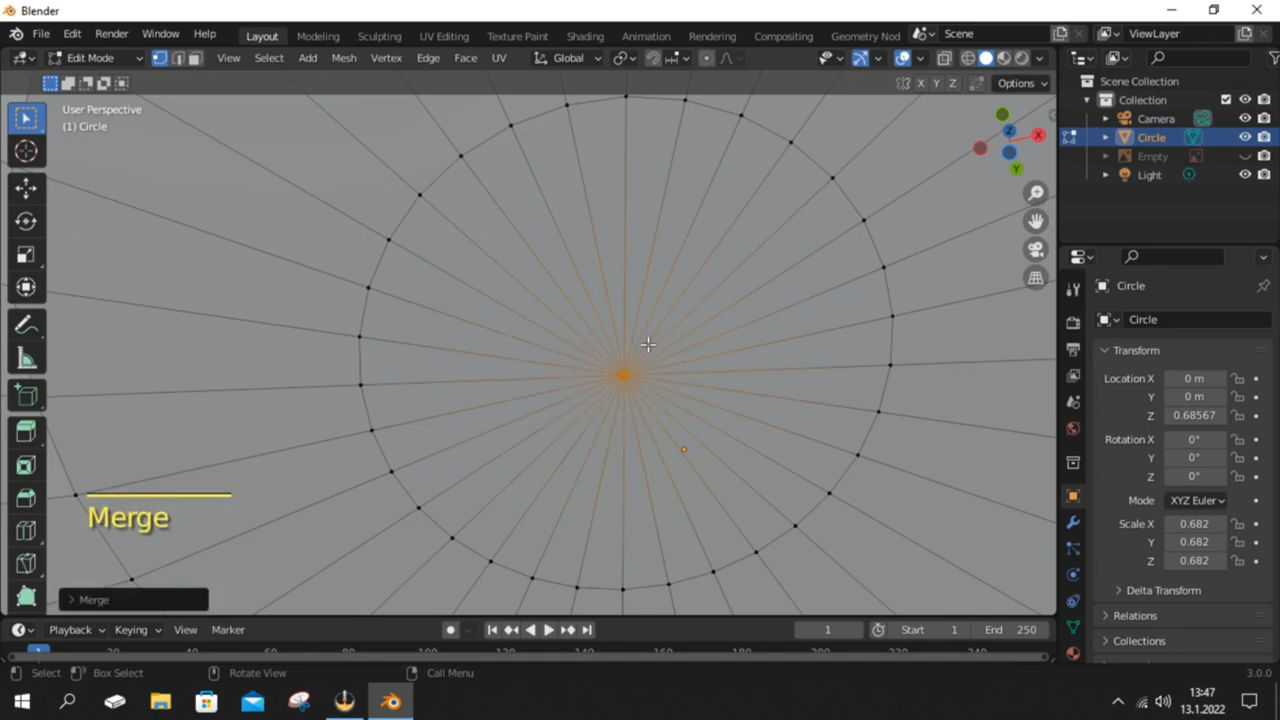 Blender
File Edit Render Window Help Layout Modeling Sculpting UV Editing Texture Paint Shading Animation Rendering Compositing Geometry Nod Scene ViewLayer
Edit Mode View Select Add Mesh Vertex Edge Face UV Global
X Y Z Options
User Perspective
(1) Circle
Z X Y
Scene Collection
Collection
Camera
Circle
Empty
Light
Circle
Circle
Transform
Location X 0 m
Y 0 m
Z 0.68567
Rotation X 0°
Y 0°
Z 0°
Mode XYZ Euler
Scale X 0.682
Y 0.682
Z 0.682
Delta Transform
Relations
Collections
Merge
Merge
Playback Keying View Marker 1 Start 1 End 250
1
Select Box Select Rotate View Call Menu 3.0.0
13:47
13.1.2022